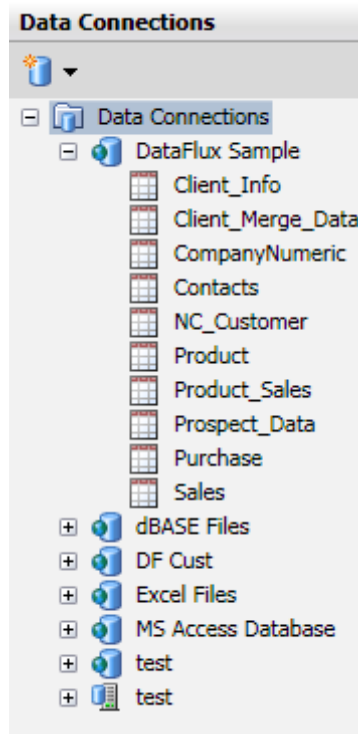 Data Connections
Data Connections
DataFlux Sample
Client_Info
Client_Merge_Data
CompanyNumeric
Contacts
NC_Customer
Product
Product_Sales
Prospect_Data
Purchase
Sales
dBASE Files
DF Cust
Excel Files
MS Access Database
test
test